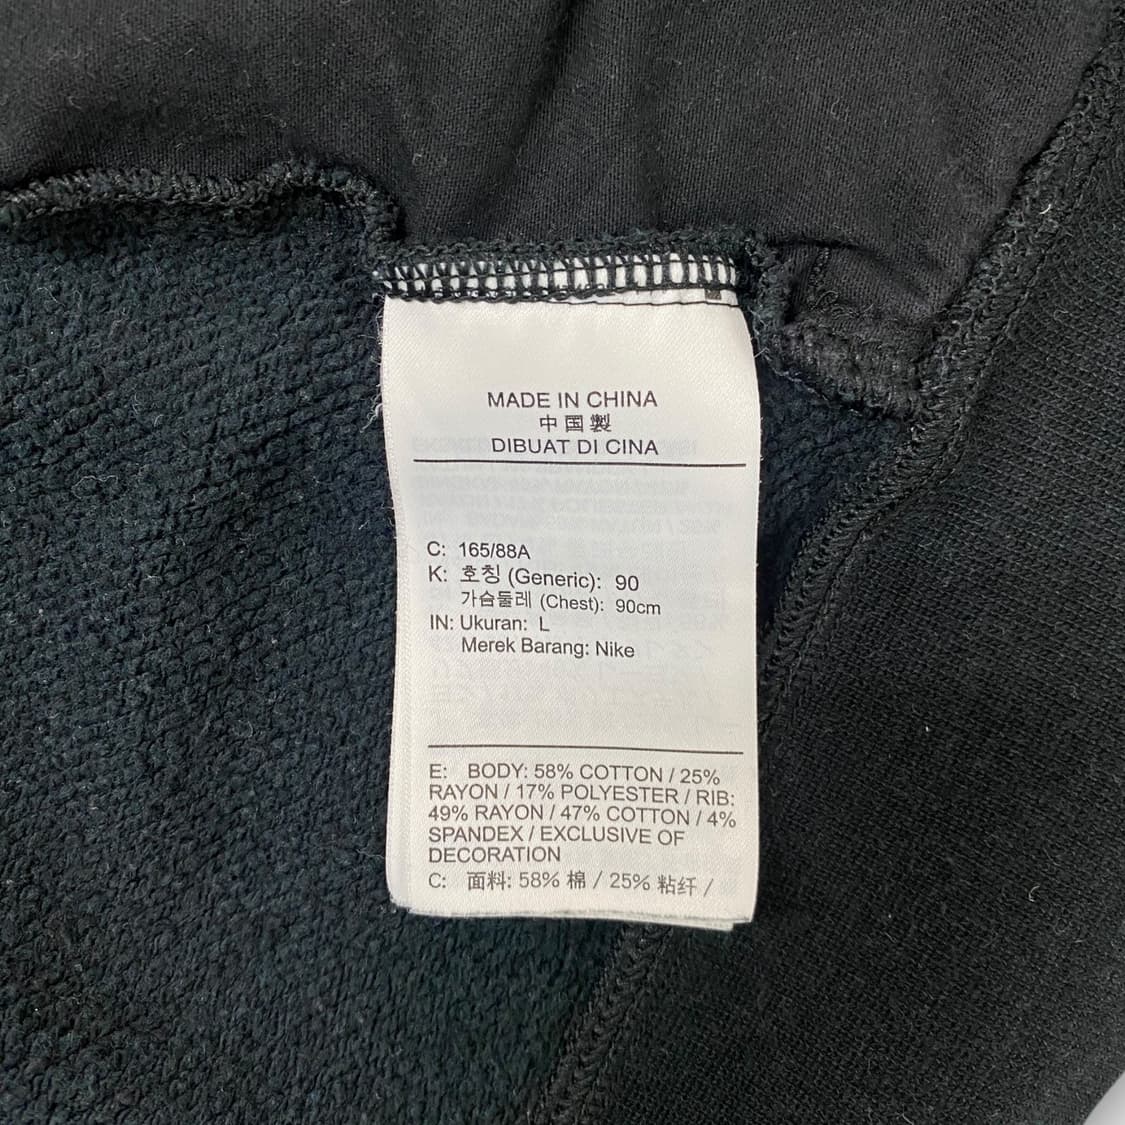 MADE IN CHINA
中国製
DIBUAT DI CINA
C: 165/88A
K: 호칭 (Generic): 90
가슴둘레 (Chest): 90cm
IN: Ukuran: L
Merek Barang: Nike
E: BODY: 58% COTTON / 25%
RAYON / 17% POLYESTER / RIB:
49% RAYON / 47% COTTON / 4%
SPANDEX / EXCLUSIVE OF
DECORATION
C: 面料: 58% 棉 / 25% 粘纤 /